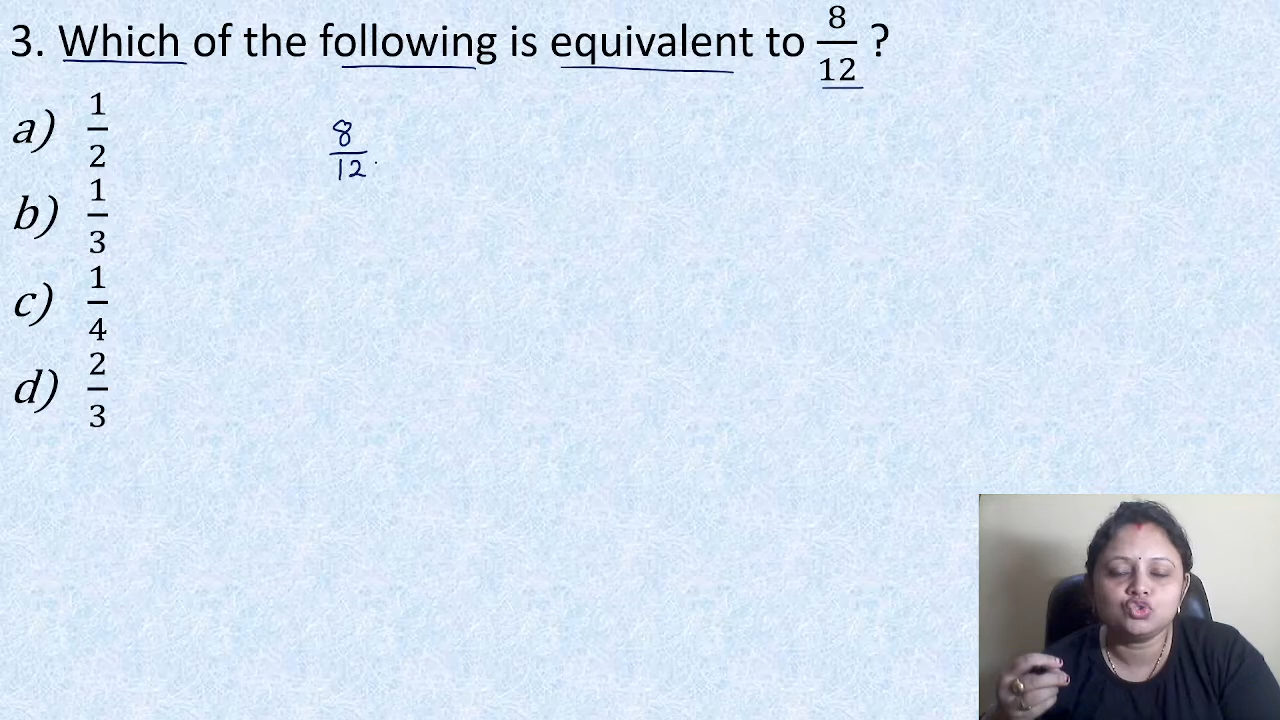 3. Which of the following is equivalent to 8/12 ?
a) 1/2
8/12
b) 1/3
c) 1/4
d) 2/3